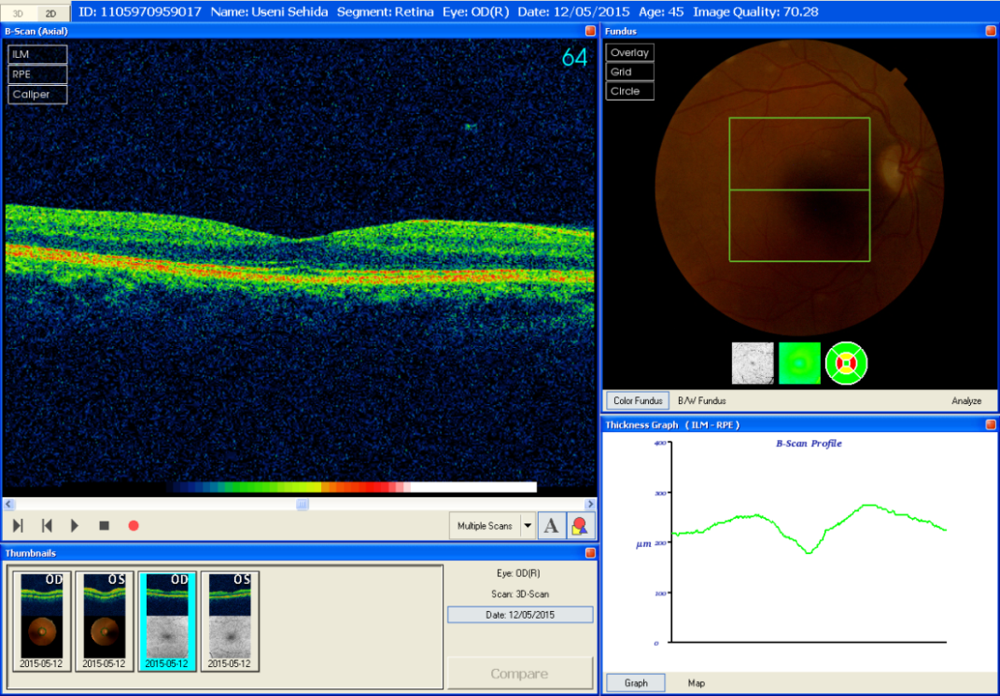 3D 2D ID: 1105970959017 Name: Useni Sehida Segment: Retina Eye: OD(R) Date: 12/05/2015 Age: 45 Image Quality: 70.28
B-Scan (Axial)
ILM
RPE
Caliper
64
Fundus
Overlay
Grid
Circle
Color Fundus B/W Fundus Analyze
Multiple Scans A
Thickness Graph ( ILM - RPE )
B-Scan Profile
400
300
µm 200
100
0
Graph Map
Thumbnails
OD OS OD OS
2015-05-12 2015-05-12 2015-05-12 2015-05-12
Eye: OD(R)
Scan: 3D-Scan
Date: 12/05/2015
Compare